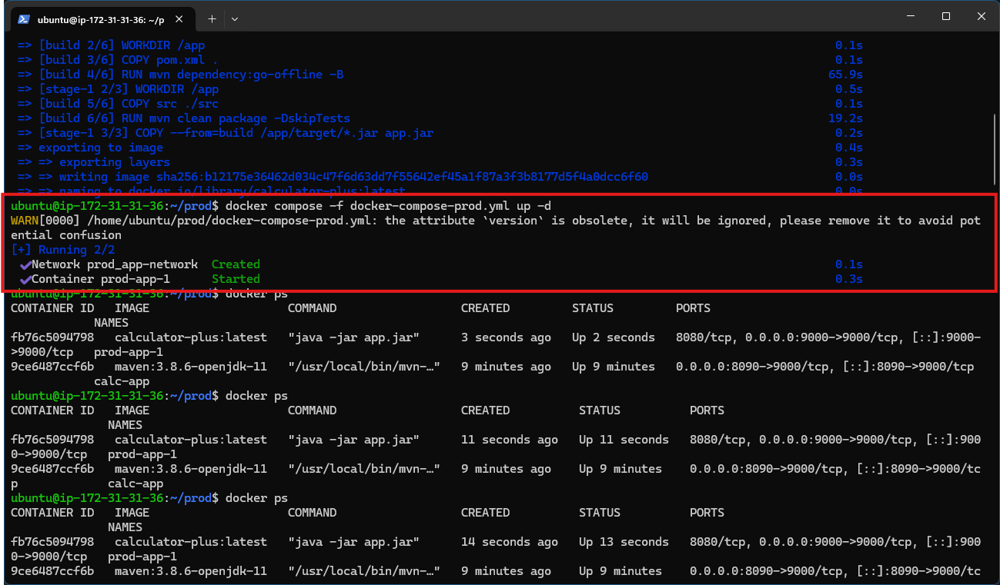 ubuntu@ip-172-31-31-36: ~/p
=> [build 2/6] WORKDIR /app 0.1s
=> [build 3/6] COPY pom.xml . 0.1s
=> [build 4/6] RUN mvn dependency:go-offline -B 65.9s
=> [stage-1 2/3] WORKDIR /app 0.5s
=> [build 5/6] COPY src ./src 0.1s
=> [build 6/6] RUN mvn clean package -DskipTests 19.2s
=> [stage-1 3/3] COPY --from=build /app/target/*.jar app.jar 0.2s
=> exporting to image 0.4s
=> => exporting layers 0.3s
=> => writing image sha256:b12175e36462d034c47f6d63dd7f55642ef45a1f87a3f3b8177d5f4a0dcc6f60 0.0s
=> => naming to docker.io/library/calculator-plus:latest 0.0s
ubuntu@ip-172-31-31-36:~/prod$ docker compose -f docker-compose-prod.yml up -d
WARN[0000] /home/ubuntu/prod/docker-compose-prod.yml: the attribute `version` is obsolete, it will be ignored, please remove it to avoid pot
ential confusion
[+] Running 2/2
✔Network prod_app-network Created 0.1s
✔Container prod-app-1 Started 0.3s
ubuntu@ip-172-31-31-36:~/prod$ docker ps
CONTAINER ID IMAGE COMMAND CREATED STATUS PORTS
NAMES
fb76c5094798 calculator-plus:latest "java -jar app.jar" 3 seconds ago Up 2 seconds 8080/tcp, 0.0.0.0:9000->9000/tcp, [::]:9000-
>9000/tcp prod-app-1
9ce6487ccf6b maven:3.8.6-openjdk-11 "/usr/local/bin/mvn-…" 9 minutes ago Up 9 minutes 0.0.0.0:8090->9000/tcp, [::]:8090->9000/tcp
calc-app
ubuntu@ip-172-31-31-36:~/prod$ docker ps
CONTAINER ID IMAGE COMMAND CREATED STATUS PORTS
NAMES
fb76c5094798 calculator-plus:latest "java -jar app.jar" 11 seconds ago Up 11 seconds 8080/tcp, 0.0.0.0:9000->9000/tcp, [::]:900
0->9000/tcp prod-app-1
9ce6487ccf6b maven:3.8.6-openjdk-11 "/usr/local/bin/mvn-…" 9 minutes ago Up 9 minutes 0.0.0.0:8090->9000/tcp, [::]:8090->9000/tc
p calc-app
ubuntu@ip-172-31-31-36:~/prod$ docker ps
CONTAINER ID IMAGE COMMAND CREATED STATUS PORTS
NAMES
fb76c5094798 calculator-plus:latest "java -jar app.jar" 14 seconds ago Up 13 seconds 8080/tcp, 0.0.0.0:9000->9000/tcp, [::]:900
0->9000/tcp prod-app-1
9ce6487ccf6b maven:3.8.6-openjdk-11 "/usr/local/bin/mvn-…" 9 minutes ago Up 9 minutes 0.0.0.0:8090->9000/tcp, [::]:8090->9000/tc